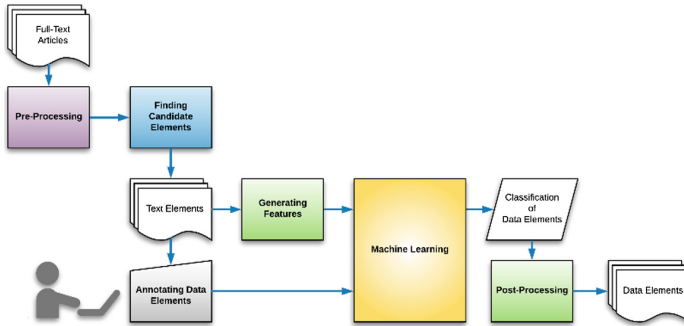 Full-Text
Articles
Pre-Processing
Finding
Candidate
Elements
Text Elements
Generating
Features
Machine Learning
Classification
of
Data Elements
Annotating Data
Elements
Post-Processing
Data Elements